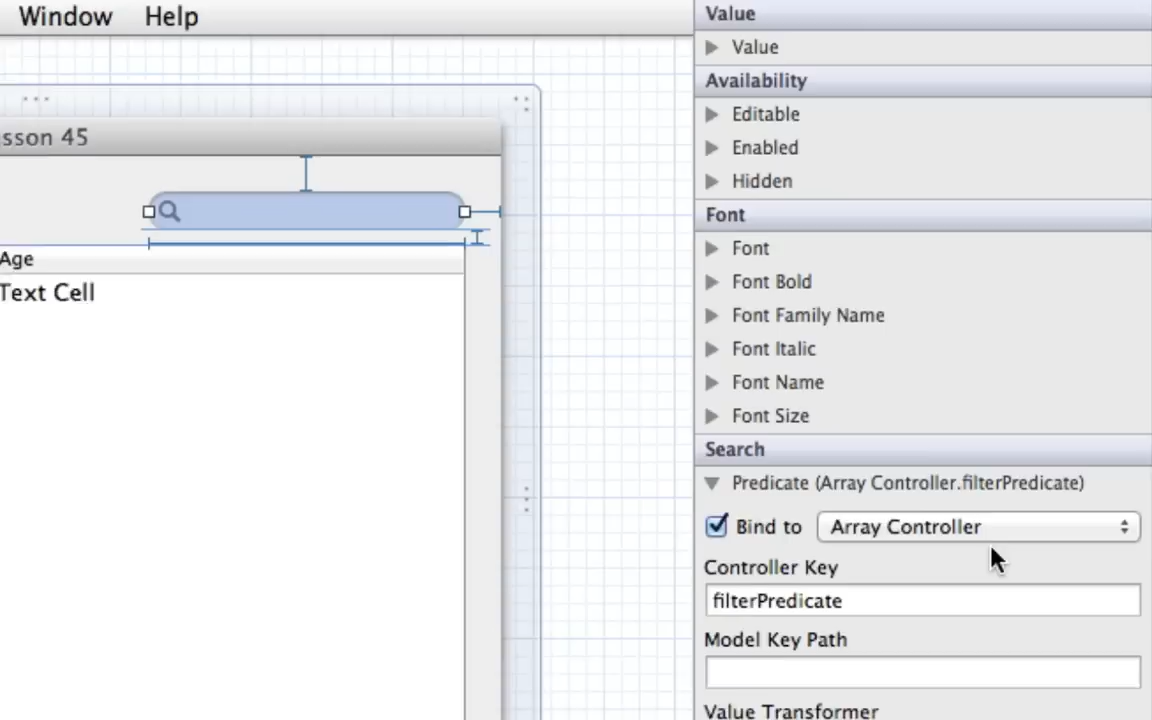 Window Help
sson 45
Age
Text Cell
Value
Value
Availability
Editable
Enabled
Hidden
Font
Font
Font Bold
Font Family Name
Font Italic
Font Name
Font Size
Search
Predicate (Array Controller.filterPredicate)
Bind to Array Controller
Controller Key
filterPredicate
Model Key Path
Value Transformer